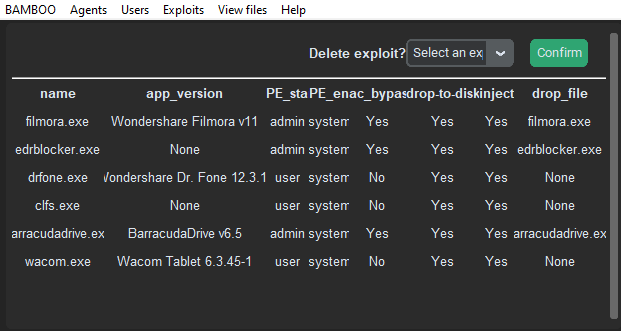 BAMBOO Agents Users Exploits View files Help
Delete exploit? Select an ex Confirm
name app_version PE_sta PE_en ac_bypas drop-to-disk inject drop_file
filmora.exe Wondershare Filmora v11 admin system Yes Yes Yes filmora.exe
edrblocker.exe None admin system Yes Yes Yes edrblocker.exe
drfone.exe Wondershare Dr. Fone 12.3.1 user system No Yes Yes None
clfs.exe None user system No Yes Yes None
arracudadrive.ex BarracudaDrive v6.5 admin system Yes Yes Yes arracudadrive.ex
wacom.exe Wacom Tablet 6.3.45-1 user system No Yes Yes None